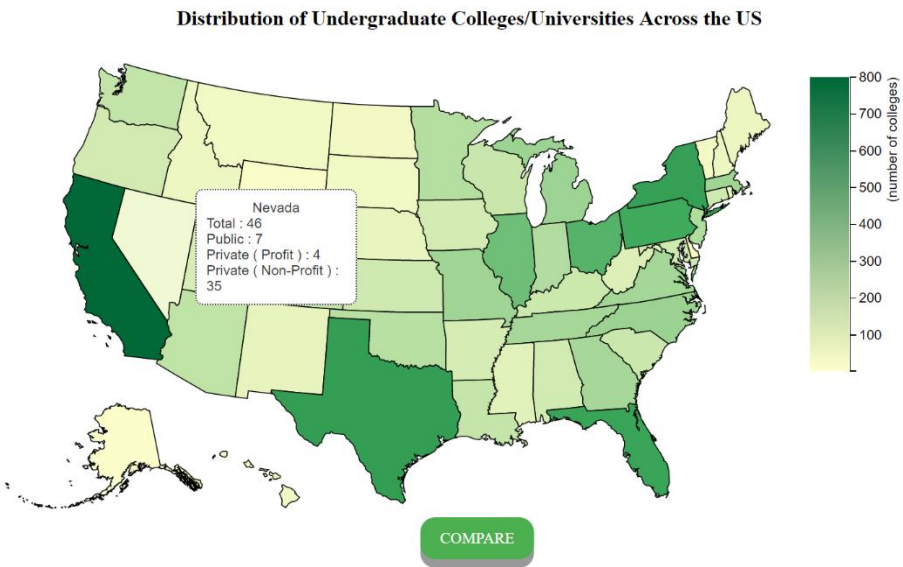 Distribution of Undergraduate Colleges/Universities Across the US
Nevada
Total : 46
Public : 7
Private ( Profit ) : 4
Private ( Non-Profit ) :
35
800
700
600
500
400
300
200
100
(number of colleges)
COMPARE